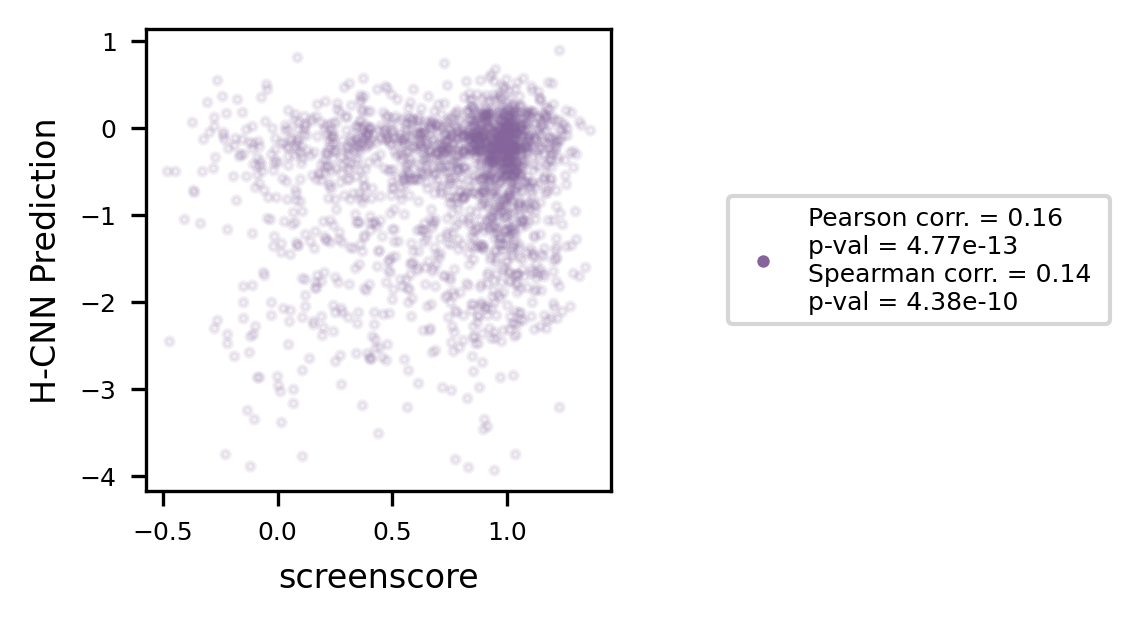 1
0
−1
−2
−3
−4
H-CNN Prediction
−0.5
0.0
0.5
1.0
screenscore
Pearson corr. = 0.16
p-val = 4.77e-13
Spearman corr. = 0.14
p-val = 4.38e-10